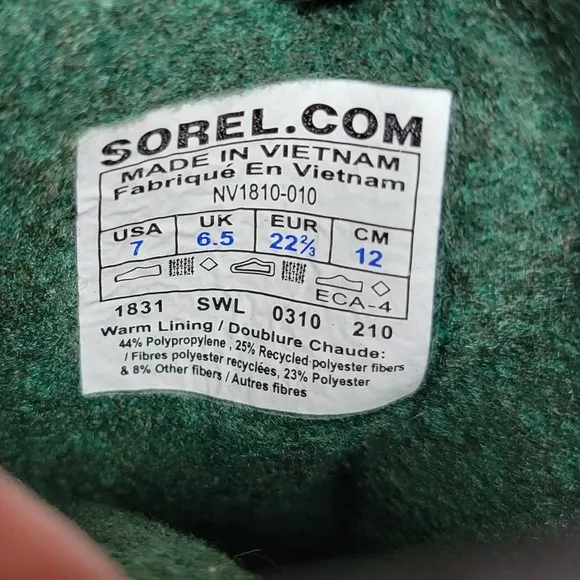 SOREL.COM
MADE IN VIETNAM
Fabriqué En Vietnam
NV1810-010
USA UK EUR CM
7 6.5 22⅔ 12
ECA-4
1831 SWL 0310 210
Warm Lining / Doublure Chaude:
44% Polypropylene , 25% Recycled polyester fibers
/ Fibres polyester recyclées, 23% Polyester
& 8% Other fibers / Autres fibres